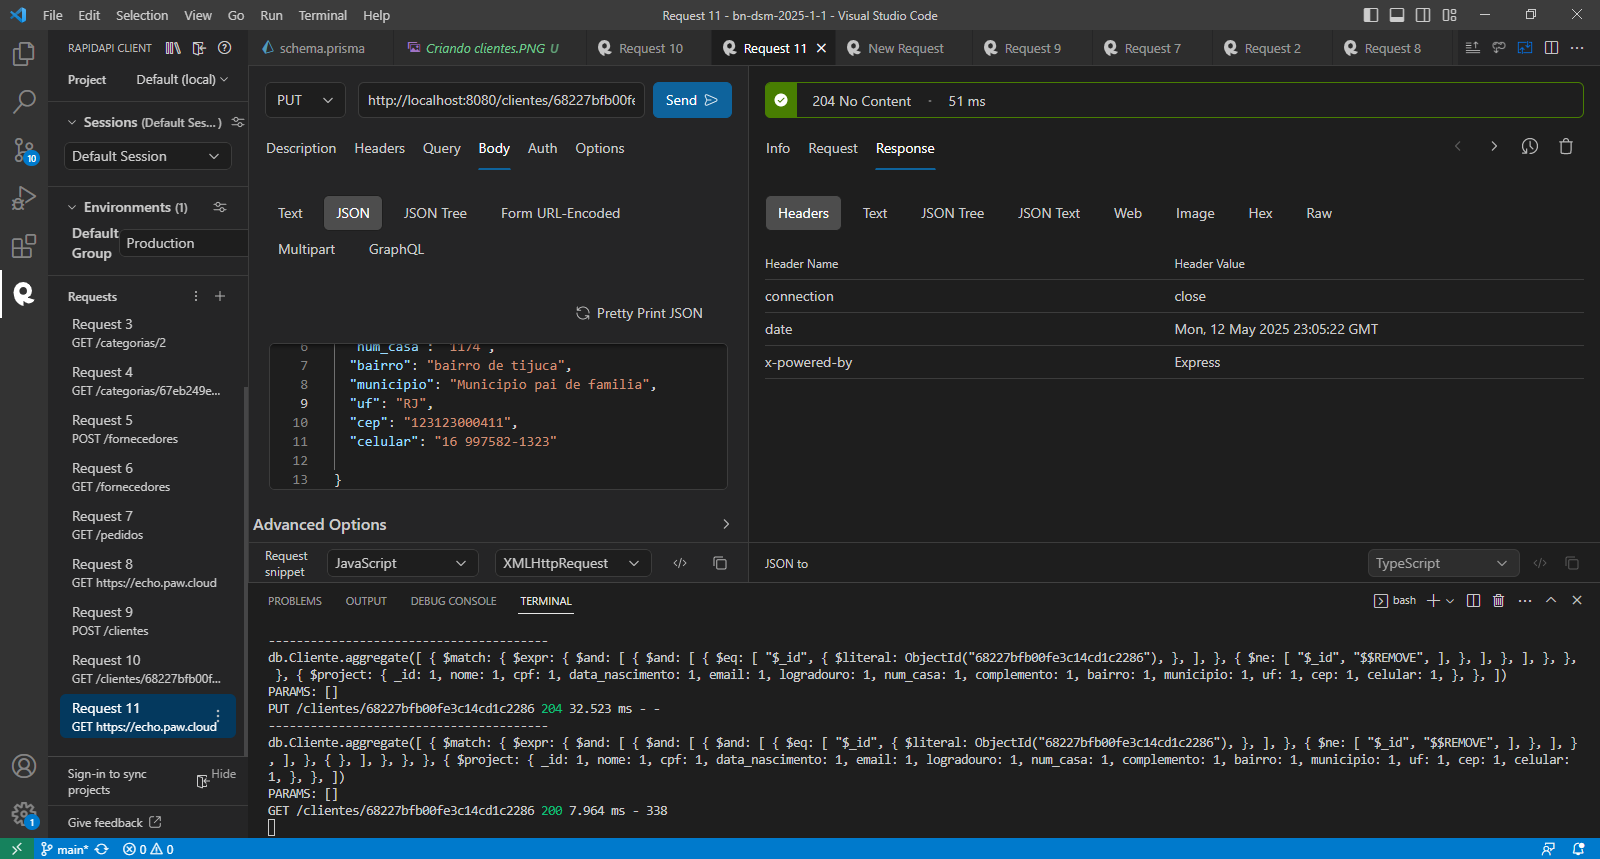 File Edit Selection View Go Run Terminal Help
Request 11 - bn-dsm-2025-1-1 - Visual Studio Code
RAPIDAPI CLIENT
schema.prisma
Criando clientes.PNG U
Request 10
Request 11
New Request
Request 9
Request 7
Request 2
Request 8
Project Default (local)
Sessions (Default Ses...)
Default Session
Environments (1)
Default Group
Production
Requests
Request 3
GET /categorias/2
Request 4
GET /categorias/67eb249e...
Request 5
POST /fornecedores
Request 6
GET /fornecedores
Request 7
GET /pedidos
Request 8
GET https://echo.paw.cloud
Request 9
POST /clientes
Request 10
GET /clientes/68227bfb00f...
Request 11
GET https://echo.paw.cloud
Sign-in to sync projects
Hide
Give feedback
10
1
PUT
http://localhost:8080/clientes/68227bfb00fe
Send
Description Headers Query Body Auth Options
Text JSON JSON Tree Form URL-Encoded
Multipart GraphQL
Pretty Print JSON
6 "num_casa": "1174",
7 "bairro": "bairro de tijuca",
8 "municipio": "Municipio pai de familia",
9 "uf": "RJ",
10 "cep": "123123000411",
11 "celular": "16 997582-1323"
12
13 }
Advanced Options
Request snippet
JavaScript
XMLHttpRequest
204 No Content · 51 ms
Info Request Response
Headers Text JSON Tree JSON Text Web Image Hex Raw
Header Name Header Value
connection close
date Mon, 12 May 2025 23:05:22 GMT
x-powered-by Express
JSON to
TypeScript
PROBLEMS OUTPUT DEBUG CONSOLE TERMINAL
bash
----------------------------------------
db.Cliente.aggregate([ { $match: { $expr: { $and: [ { $and: [ { $eq: [ "$_id", { $literal: ObjectId("68227bfb00fe3c14cd1c2286"), }, ], }, { $ne: [ "$_id", "$$REMOVE", ], }, ], }, ], }, }, },
 }, { $project: { _id: 1, nome: 1, cpf: 1, data_nascimento: 1, email: 1, logradouro: 1, num_casa: 1, complemento: 1, bairro: 1, municipio: 1, uf: 1, cep: 1, celular: 1, }, }, ])
PARAMS: []
PUT /clientes/68227bfb00fe3c14cd1c2286 204 32.523 ms - -
----------------------------------------
db.Cliente.aggregate([ { $match: { $expr: { $and: [ { $and: [ { $and: [ { $eq: [ "$_id", { $literal: ObjectId("68227bfb00fe3c14cd1c2286"), }, ], }, { $ne: [ "$_id", "$$REMOVE", ], }, ], }
, ], }, { }, ], }, }, }, { $project: { _id: 1, nome: 1, cpf: 1, data_nascimento: 1, email: 1, logradouro: 1, num_casa: 1, complemento: 1, bairro: 1, municipio: 1, uf: 1, cep: 1, celular:
1, }, }, ])
PARAMS: []
GET /clientes/68227bfb00fe3c14cd1c2286 200 7.964 ms - 338
main* 0 0